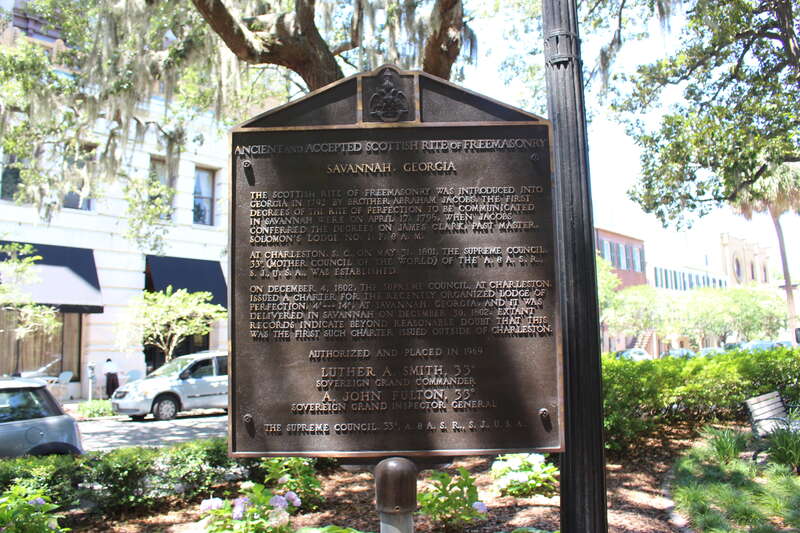 ANCIENT AND ACCEPTED SCOTTISH RITE OF FREEMASONRY
SAVANNAH, GEORGIA
THE SCOTTISH RITE OF FREEMASONRY WAS INTRODUCED INTO
GEORGIA IN 1792 BY BROTHER ABRAHAM JACOBS. THE FIRST
DEGREES OF THE RITE OF PERFECTION TO BE COMMUNICATED
IN SAVANNAH WERE ON APRIL 17, 1796, WHEN JACOBS
CONFERRED THE DEGREES ON JAMES CLARK, PAST MASTER,
SOLOMON'S LODGE NO. 1, F. & A. M.
AT CHARLESTON, S. C. ON MAY 31, 1801, THE SUPREME COUNCIL
33° (MOTHER COUNCIL OF THE WORLD) OF THE A. & A. S. R.,
S. J., U. S. A., WAS ESTABLISHED.
ON DECEMBER 4, 1802, THE SUPREME COUNCIL, AT CHARLESTON,
ISSUED A CHARTER FOR THE RECENTLY ORGANIZED LODGE OF
PERFECTION, 4°—14°, AT SAVANNAH, GEORGIA, AND IT WAS
DELIVERED IN SAVANNAH ON DECEMBER 30, 1802. EXTANT
RECORDS INDICATE BEYOND REASONABLE DOUBT THAT THIS
WAS THE FIRST SUCH CHARTER ISSUED OUTSIDE OF CHARLESTON.
AUTHORIZED AND PLACED IN 1969
LUTHER A. SMITH, 33°
SOVEREIGN GRAND COMMANDER
A. JOHN FULTON, 33°
SOVEREIGN GRAND INSPECTOR GENERAL
THE SUPREME COUNCIL, 33°, A. & A. S. R., S. J., U. S. A.